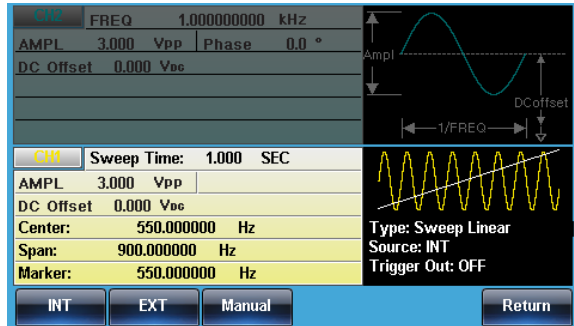 CH2 FREQ 1.000000000 kHz
AMPL 3.000 Vpp Phase 0.0 °
DC Offset 0.000 VDC
Ampl
DCoffset
1/FREQ
CH1 Sweep Time: 1.000 SEC
AMPL 3.000 Vpp
DC Offset 0.000 VDC
Center: 550.000000 Hz
Span: 900.000000 Hz
Marker: 550.000000 Hz
Type: Sweep Linear
Source: INT
Trigger Out: OFF
INT EXT Manual Return